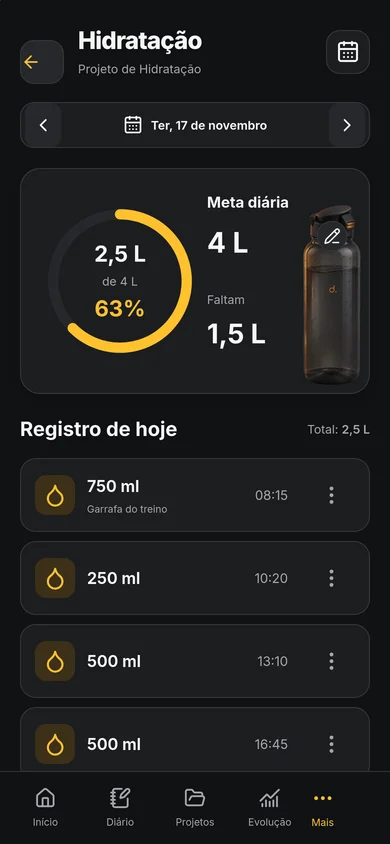 Hidratação
Projeto de Hidratação
Ter, 17 de novembro
Meta diária
2,5 L
de 4 L
63%
4 L
Faltam
1,5 L
d.
Registro de hoje
Total: 2,5 L
750 ml
Garrafa do treino
08:15
250 ml
10:20
500 ml
13:10
500 ml
16:45
Início
Diário
Projetos
Evolução
Mais